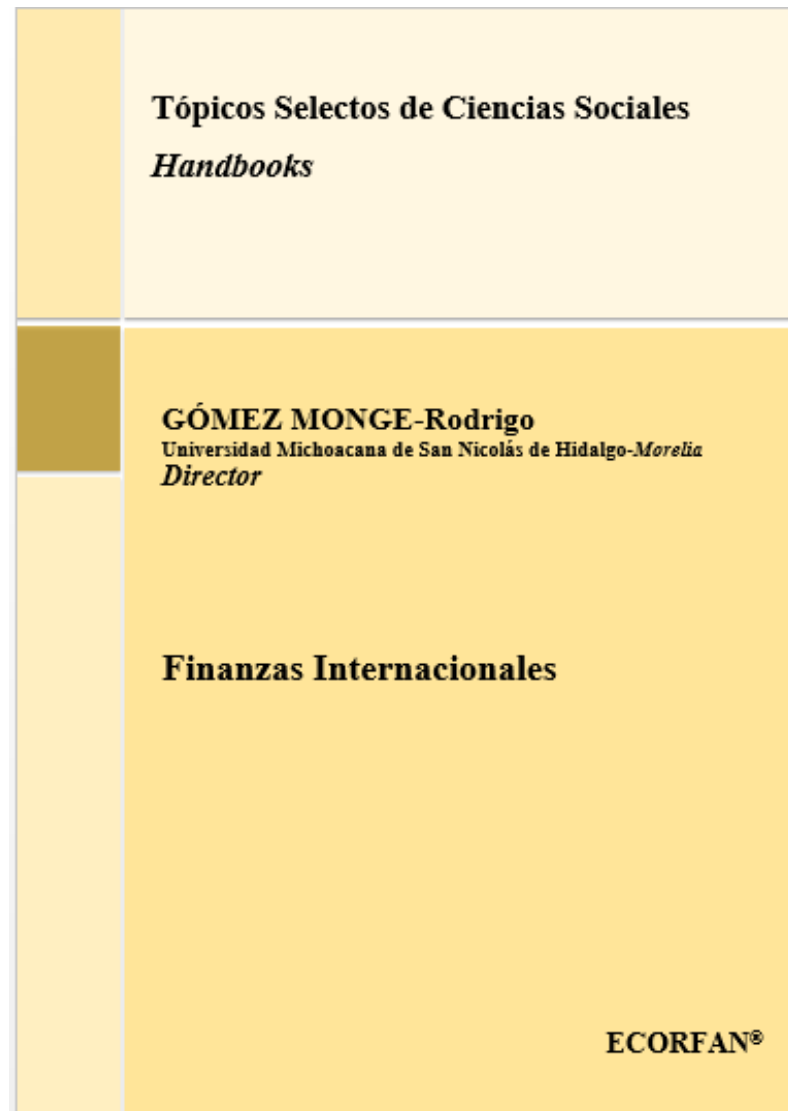 Tópicos Selectos de Ciencias Sociales
Handbooks
GÓMEZ MONGE-Rodrigo
Universidad Michoacana de San Nicolás de Hidalgo-Morelia
Director
Finanzas Internacionales
ECORFAN®